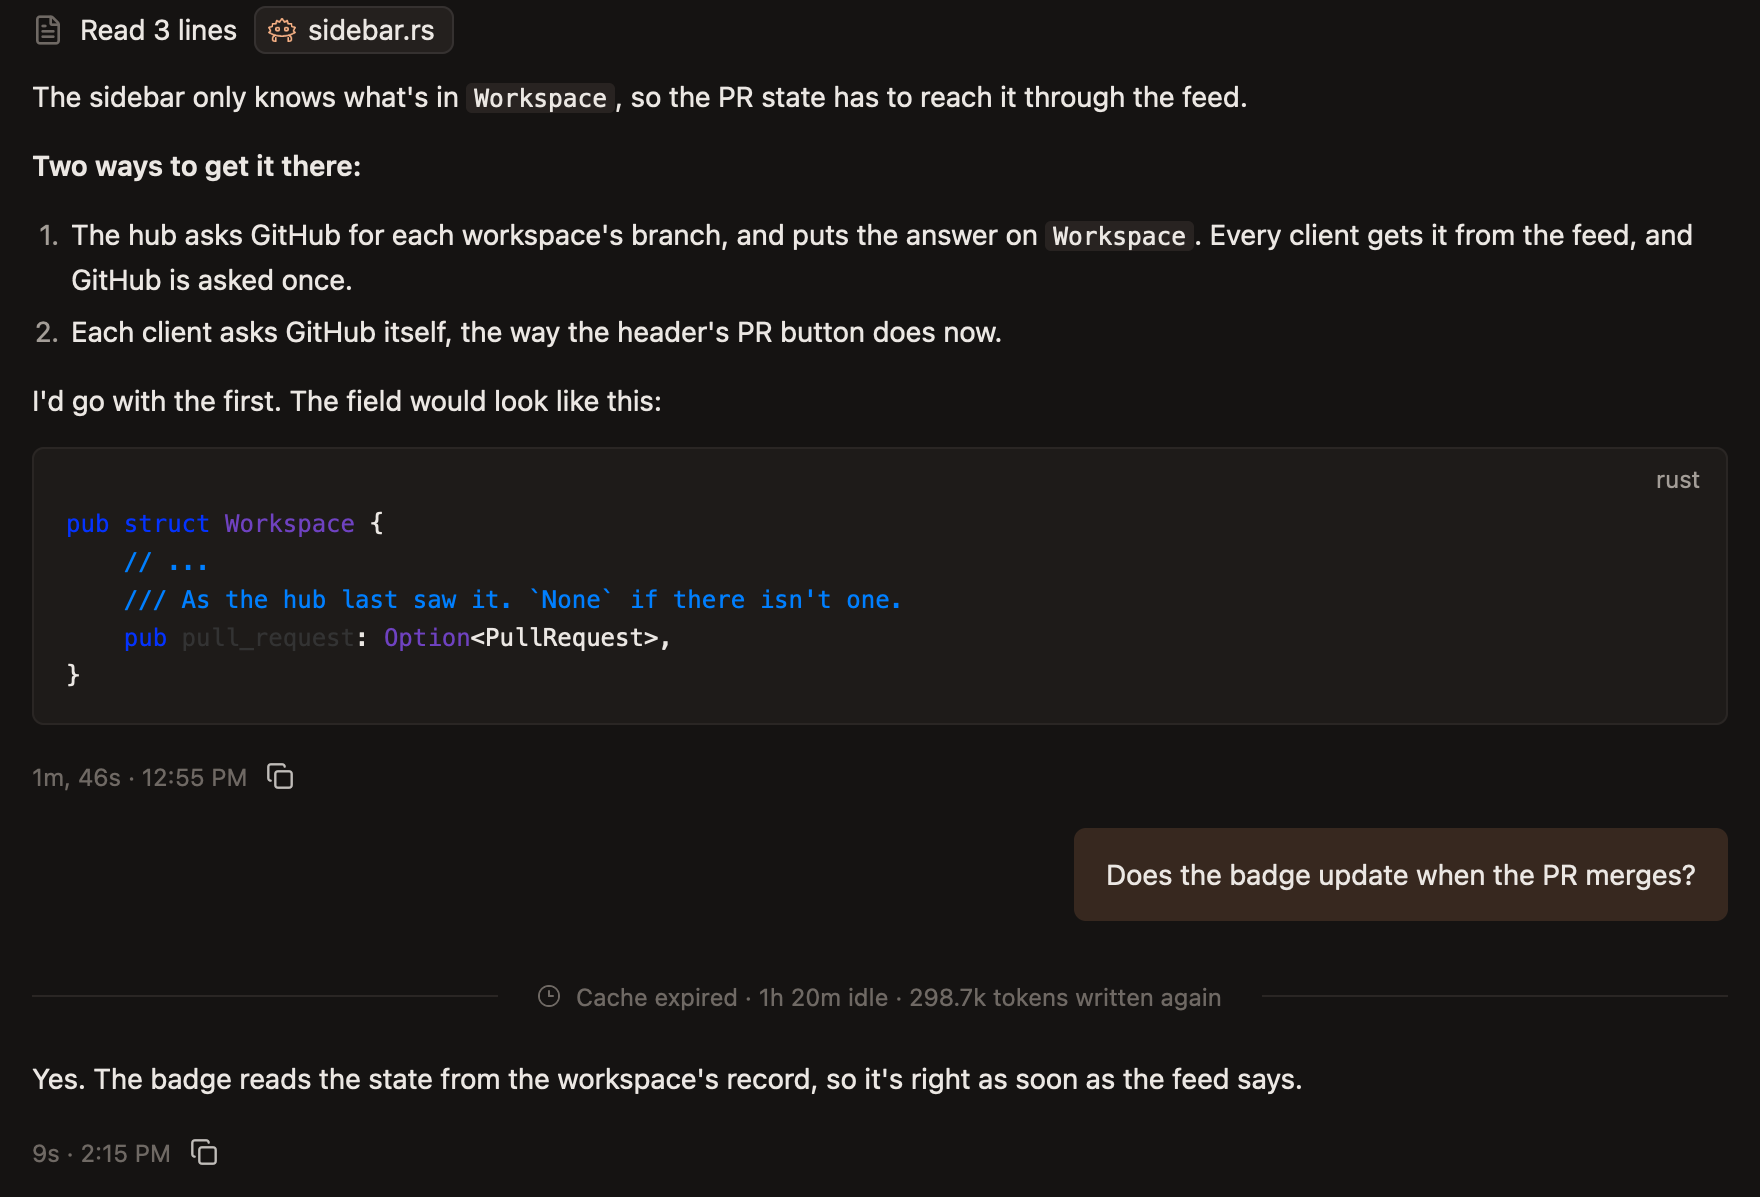 Read 3 lines sidebar.rs
The sidebar only knows what's in Workspace, so the PR state has to reach it through the feed.
Two ways to get it there:
1. The hub asks GitHub for each workspace's branch, and puts the answer on Workspace. Every client gets it from the feed, and
GitHub is asked once.
2. Each client asks GitHub itself, the way the header's PR button does now.
I'd go with the first. The field would look like this:
rust
pub struct Workspace {
    // ...
    /// As the hub last saw it. `None` if there isn't one.
    pub pull_request: Option<PullRequest>,
}
1m, 46s · 12:55 PM
Does the badge update when the PR merges?
Cache expired · 1h 20m idle · 298.7k tokens written again
Yes. The badge reads the state from the workspace's record, so it's right as soon as the feed says.
9s · 2:15 PM